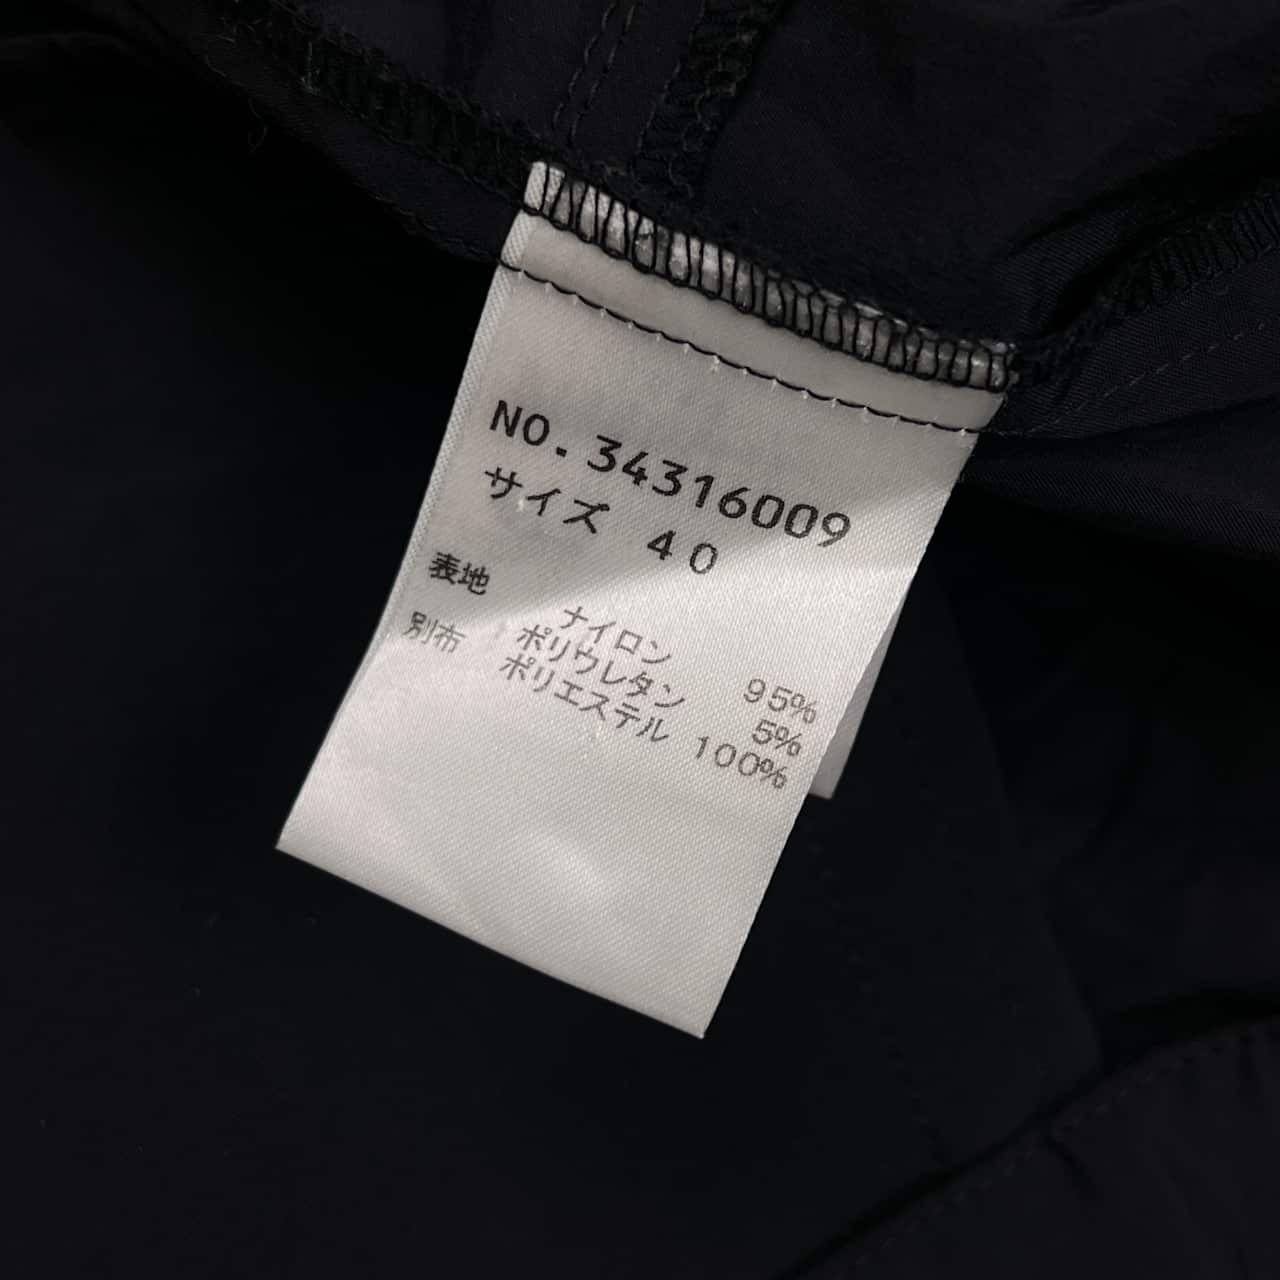 NO.34316009
サイズ 40
表地 ナイロン 95%
ポリウレタン 5%
別布 ポリエステル 100%